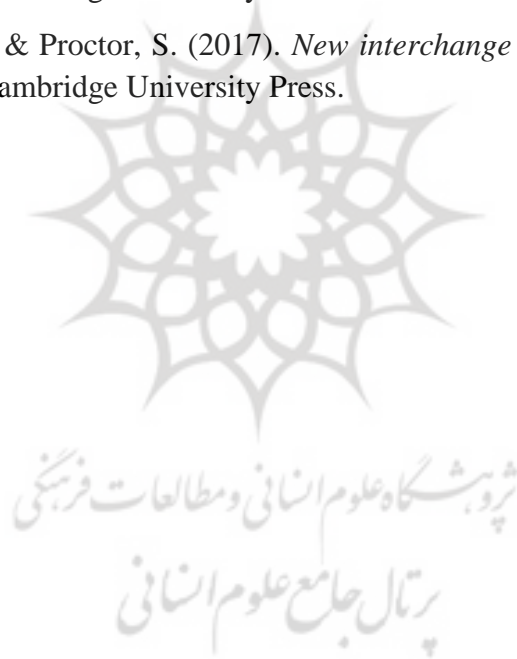 & Proctor, S. (2017). New interchange
ambridge University Press.
پژوهشگاه علوم انسانی و مطالعات فرهنگی
پرتال جامع علوم انسانی